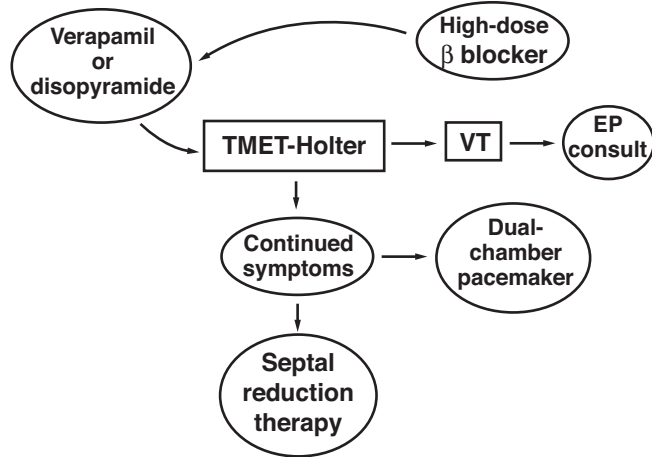 High-dose
β blocker
Verapamil
or
disopyramide
TMET-Holter
VT
EP
consult
Continued
symptoms
Dual-
chamber
pacemaker
Septal
reduction
therapy